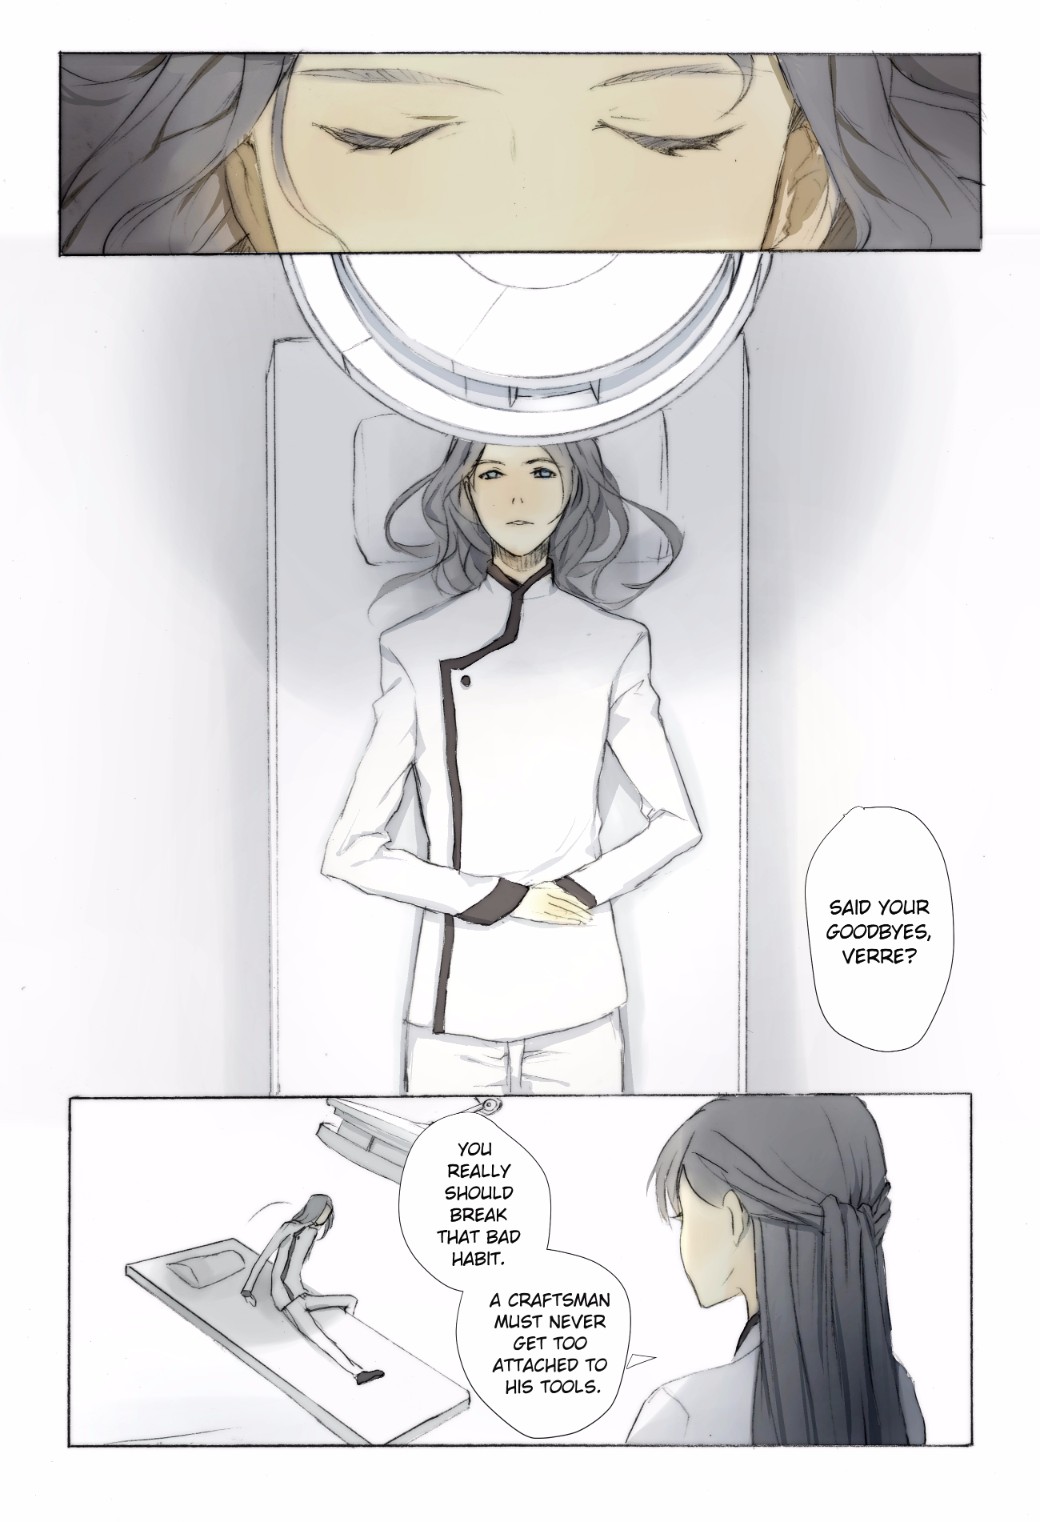 SAID YOUR
GOODBYES,
VERRE?
YOU
REALLY
SHOULD
BREAK
THAT BAD
HABIT.
A CRAFTSMAN
MUST NEVER
GET TOO
ATTACHED TO
HIS TOOLS.